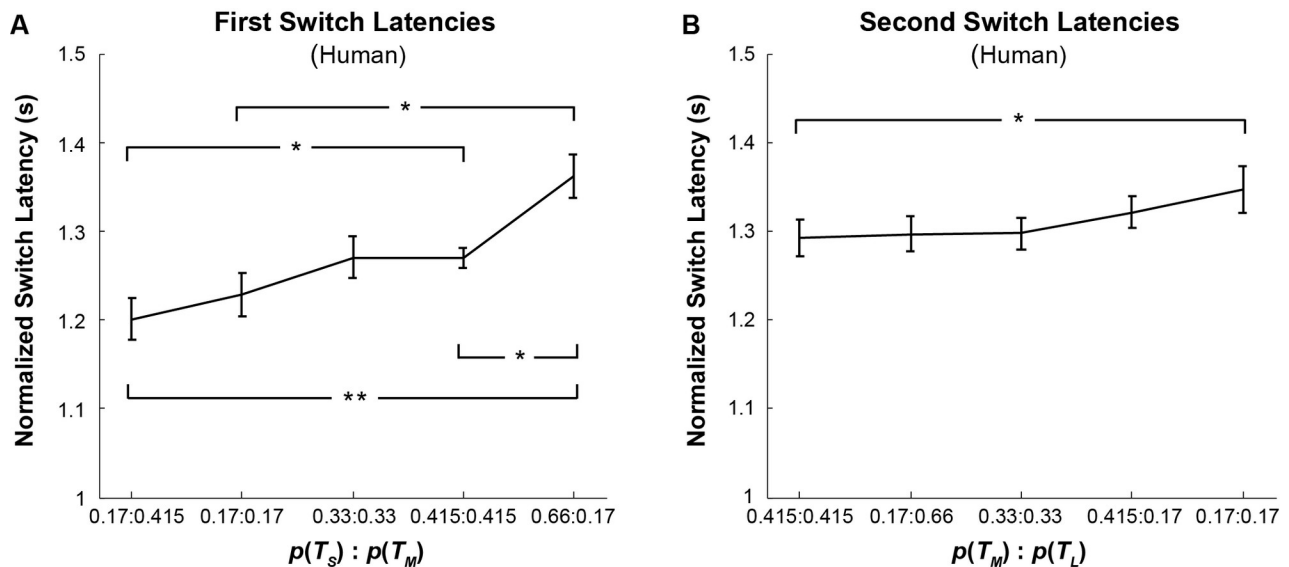 A
First Switch Latencies
(Human)
Normalized Switch Latency (s)
1.5
1.4
1.3
1.2
1.1
1
*
*
*
**
0.17:0.415 0.17:0.17 0.33:0.33 0.415:0.415 0.66:0.17
p(T_S) : p(T_M)
B
Second Switch Latencies
(Human)
Normalized Switch Latency (s)
1.5
1.4
1.3
1.2
1.1
1
*
0.415:0.415 0.17:0.66 0.33:0.33 0.415:0.17 0.17:0.17
p(T_M) : p(T_L)